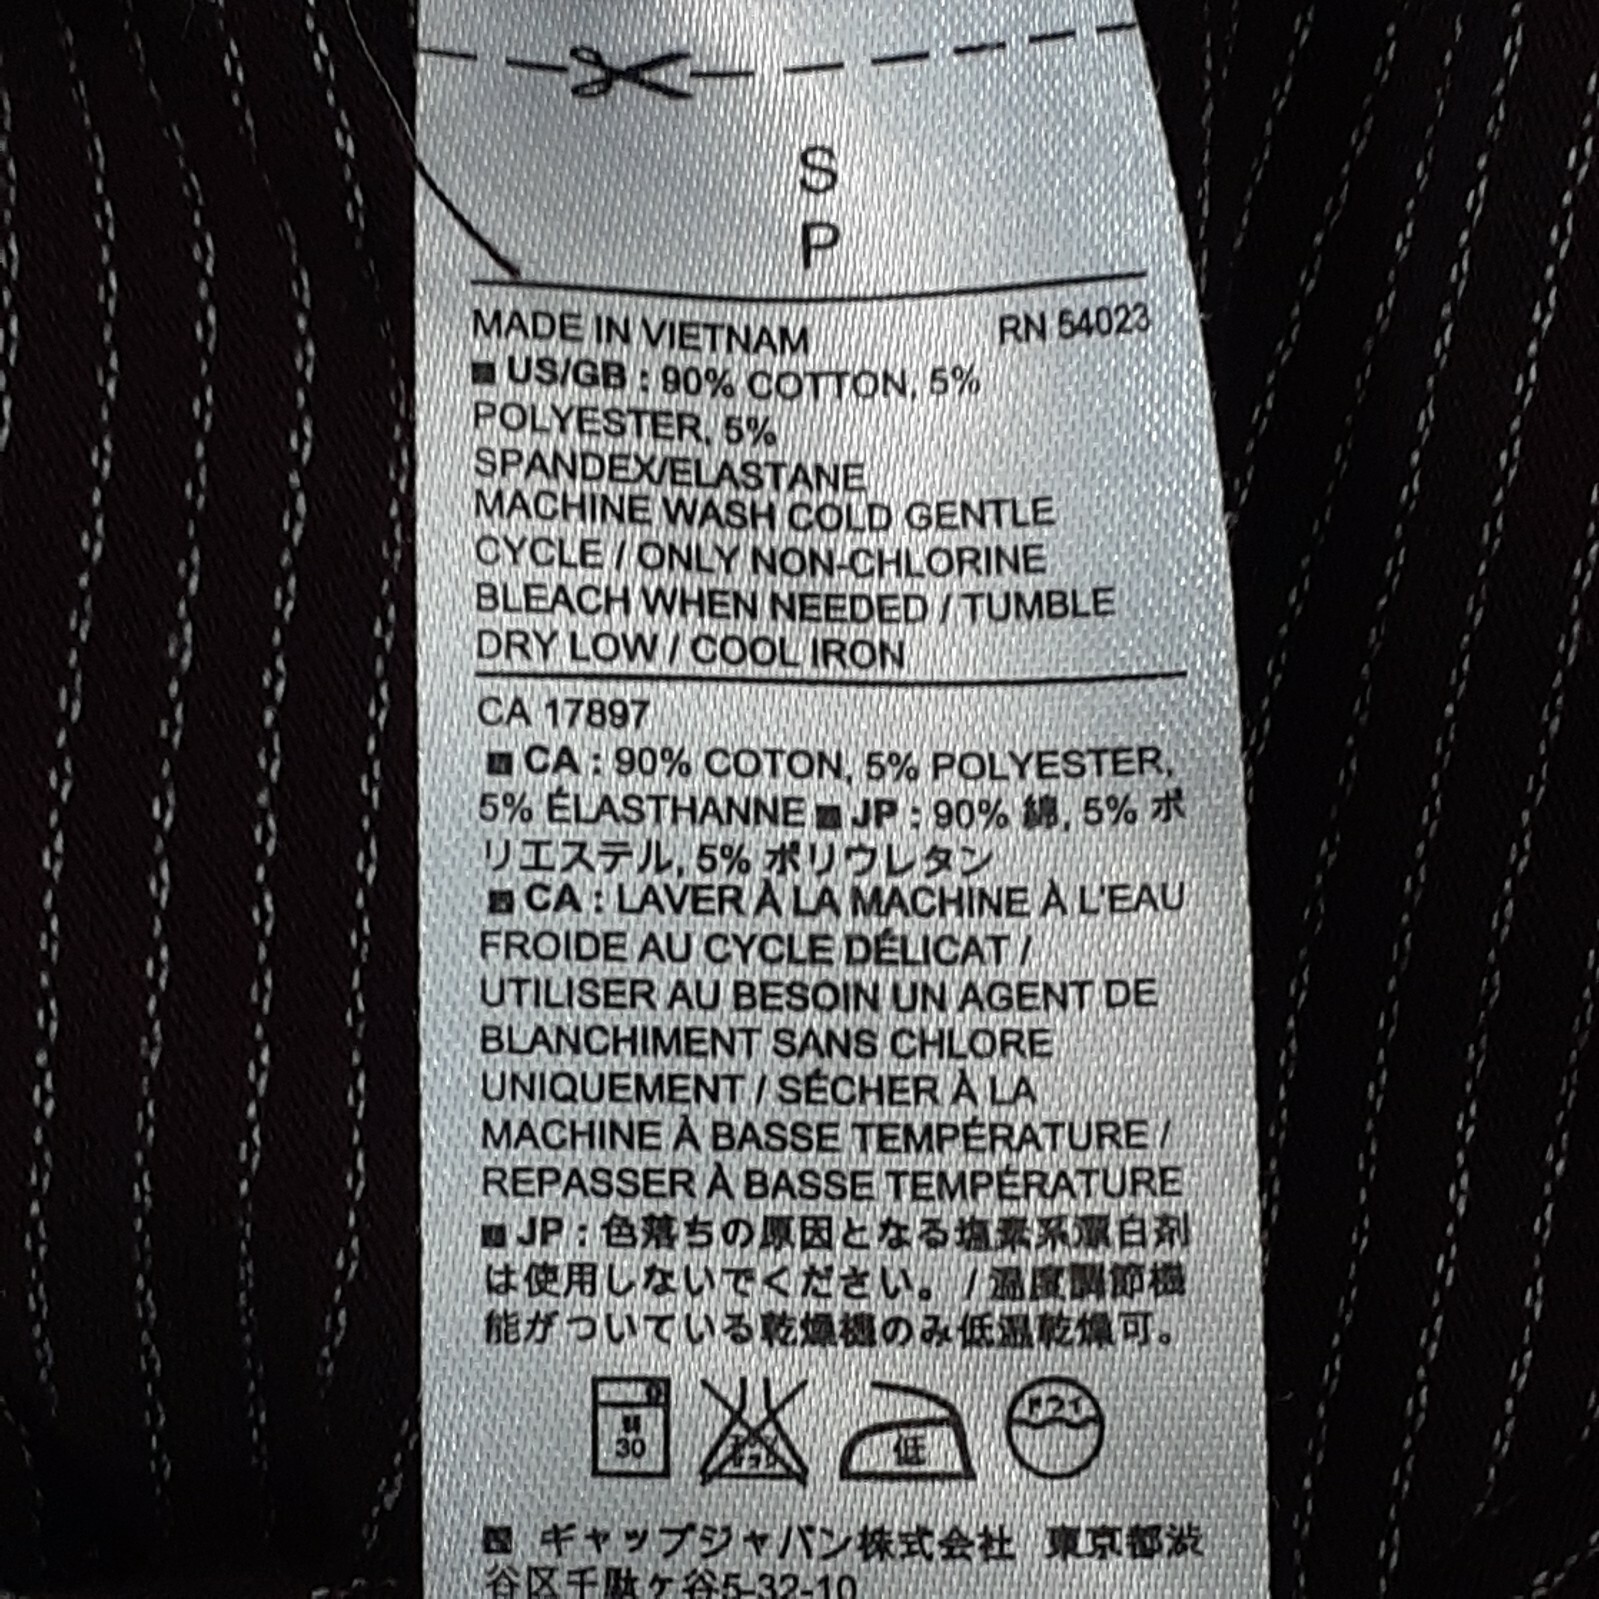 S
P
MADE IN VIETNAM RN 54023
US/GB : 90% COTTON, 5%
POLYESTER, 5%
SPANDEX/ELASTANE
MACHINE WASH COLD GENTLE
CYCLE / ONLY NON-CHLORINE
BLEACH WHEN NEEDED / TUMBLE
DRY LOW / COOL IRON
CA 17897
CA : 90% COTON, 5% POLYESTER,
5% ÉLASTHANNE ■ JP : 90% 綿, 5% ポ
リエステル, 5% ポリウレタン
CA : LAVER À LA MACHINE À L'EAU
FROIDE AU CYCLE DÉLICAT /
UTILISER AU BESOIN UN AGENT DE
BLANCHIMENT SANS CHLORE
UNIQUEMENT / SÉCHER À LA
MACHINE À BASSE TEMPÉRATURE /
REPASSER À BASSE TEMPÉRATURE
JP : 色落ちの原因となる塩素系漂白剤
は使用しないでください。 / 温度調節機
能がついている乾燥機のみ低温乾燥可。
30 低 ドライ
ギャップジャパン株式会社 東京都渋
谷区千駄ヶ谷5-32-10